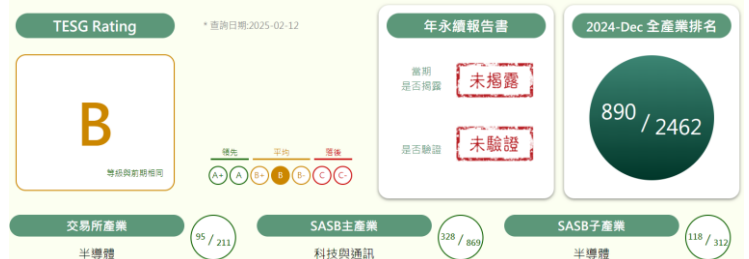 TESG Rating
* 查詢日期:2025-02-12
B
等級與前期相同
領先 平均 落後
A+ A B+ B B- C C-
年永續報告書
當期
是否揭露
未揭露
是否驗證
未驗證
2024-Dec 全產業排名
890 / 2462
交易所產業
半導體
95 / 211
SASB主產業
科技與通訊
328 / 869
SASB子產業
半導體
118 / 312